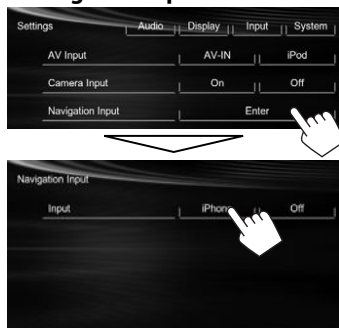 Settings Audio Display Input System
AV Input AV-IN iPod
Camera Input On Off
Navigation Input Enter
Navigation Input
Input iPhone Off